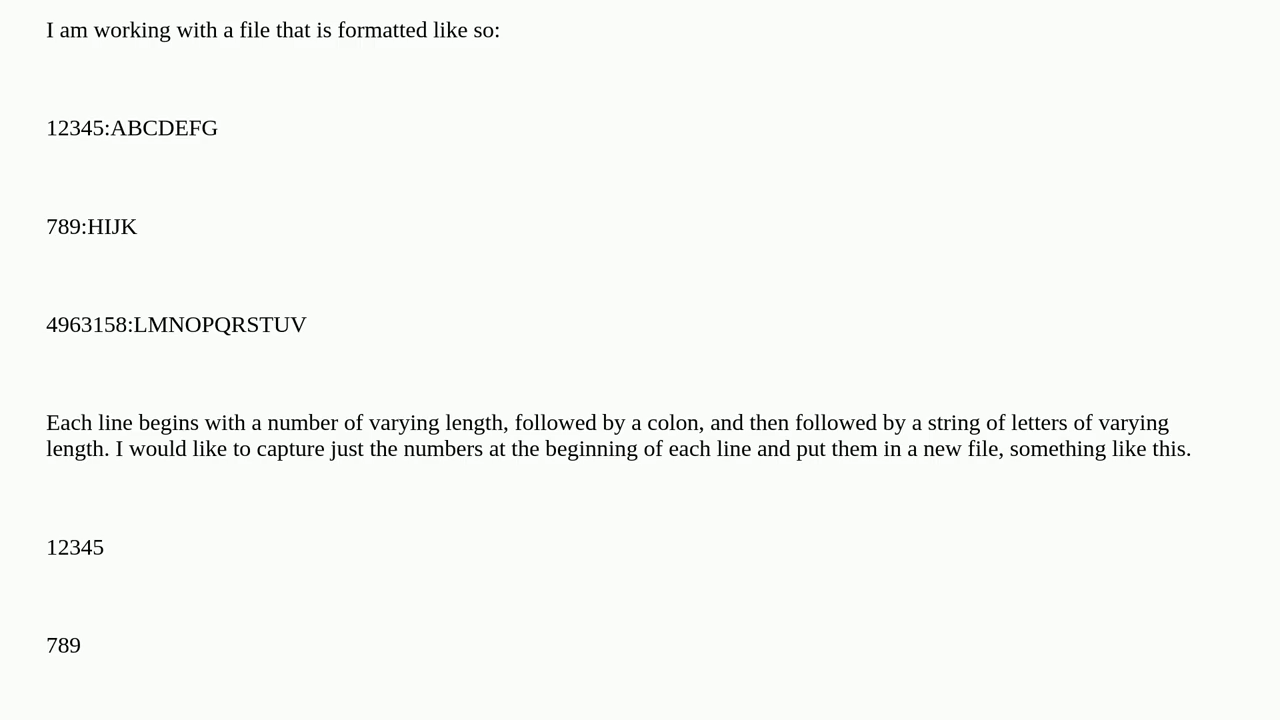 I am working with a file that is formatted like so:
12345:ABCDEFG
789:HIJK
4963158:LMNOPQRSTUV
Each line begins with a number of varying length, followed by a colon, and then followed by a string of letters of varying
length. I would like to capture just the numbers at the beginning of each line and put them in a new file, something like this.
12345
789